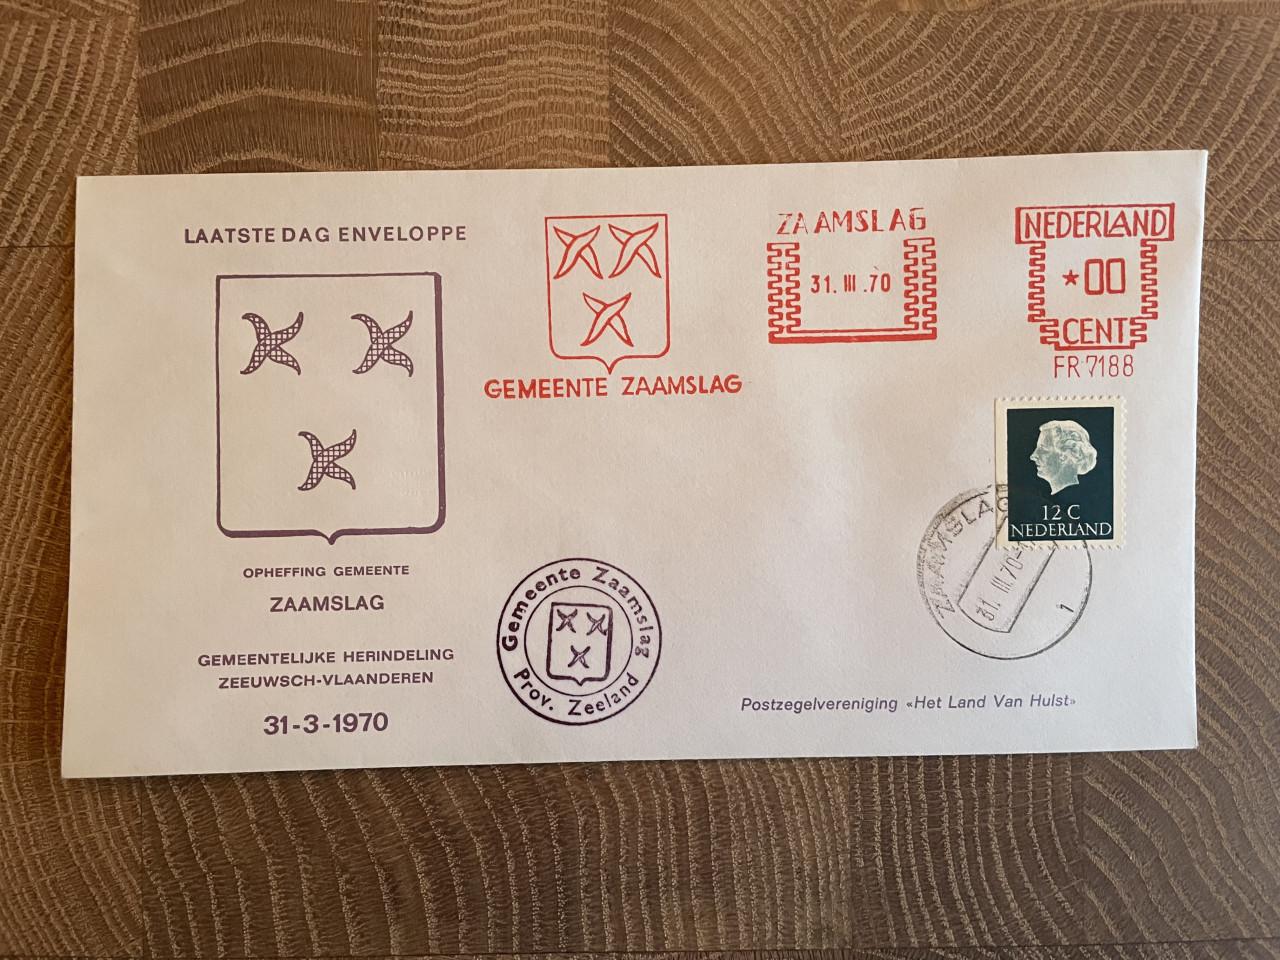 LAATSTE DAG ENVELOPPE
OPHEFFING GEMEENTE
ZAAMSLAG
GEMEENTELIJKE HERINDELING
ZEEUWSCH-VLAANDEREN
31-3-1970
GEMEENTE ZAAMSLAG
Gemeente Zaamslag
Prov. Zeeland
ZAAMSLAG
31. III .70
NEDERLAND
*00
CENT
FR 7188
12 C
NEDERLAND
ZAAMSLAG
31. III 70
1
Postzegelvereniging «Het Land Van Hulst»